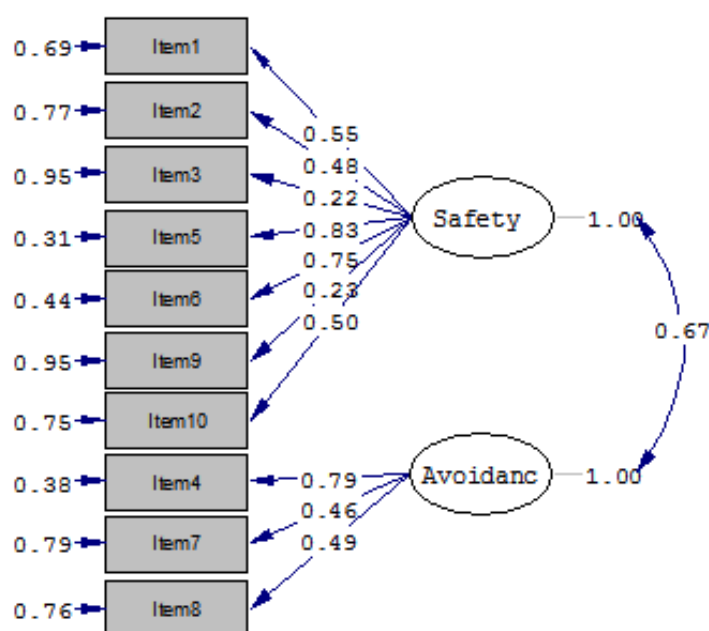 0.69 Item1
0.77 Item2
0.95 Item3
0.31 Item5
0.44 Item6
0.95 Item9
0.75 Item10
0.38 Item4
0.79 Item7
0.76 Item8
0.55
0.48
0.22
0.83
0.75
0.23
0.50
0.79
0.46
0.49
Safety 1.00
0.67
Avoidanc 1.00